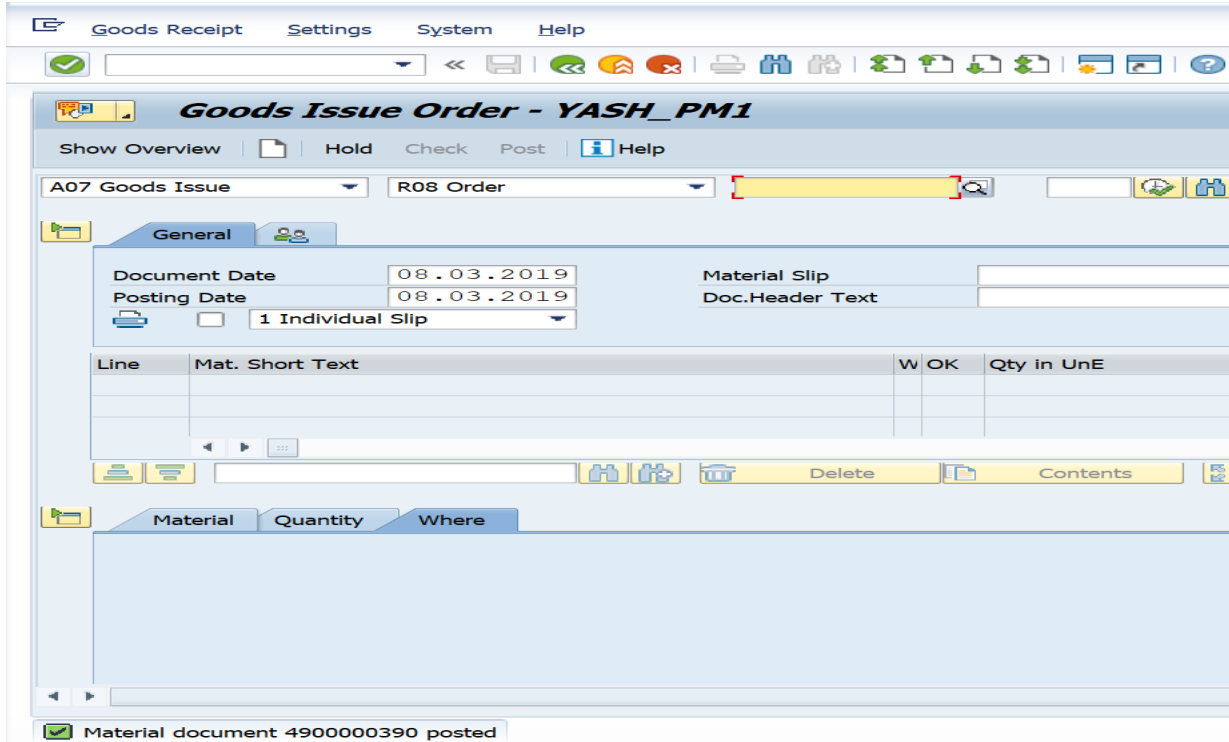 Goods Receipt Settings System Help
Goods Issue Order - YASH_PM1
Show Overview Hold Check Post Help
A07 Goods Issue R08 Order
General
Document Date 08.03.2019 Material Slip
Posting Date 08.03.2019 Doc.Header Text
1 Individual Slip
Line Mat. Short Text W OK Qty in UnE
Delete Contents
Material Quantity Where
Material document 4900000390 posted